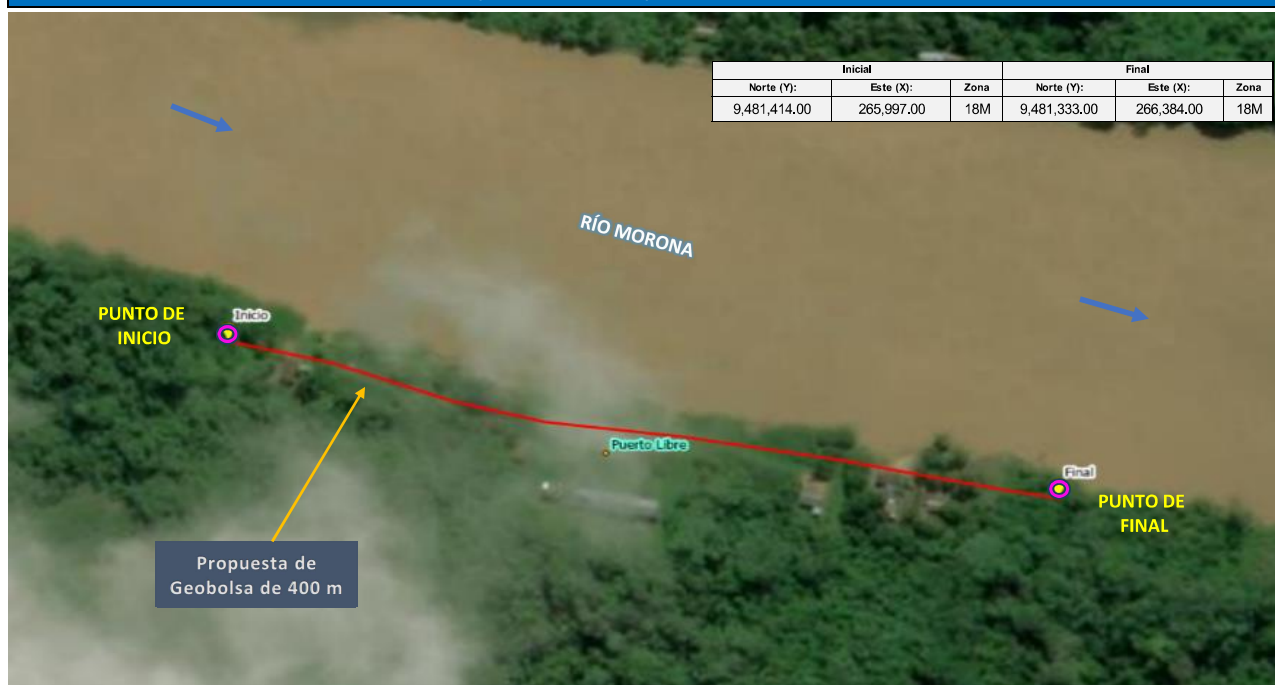 Inicial Final
Norte (Y): Este (X): Zona Norte (Y): Este (X): Zona
9,481,414.00 265,997.00 18M 9,481,333.00 266,384.00 18M
RÍO MORONA
PUNTO DE
INICIO
Inicio
Puerto Libre
Final
PUNTO DE
FINAL
Propuesta de
Geobolsa de 400 m